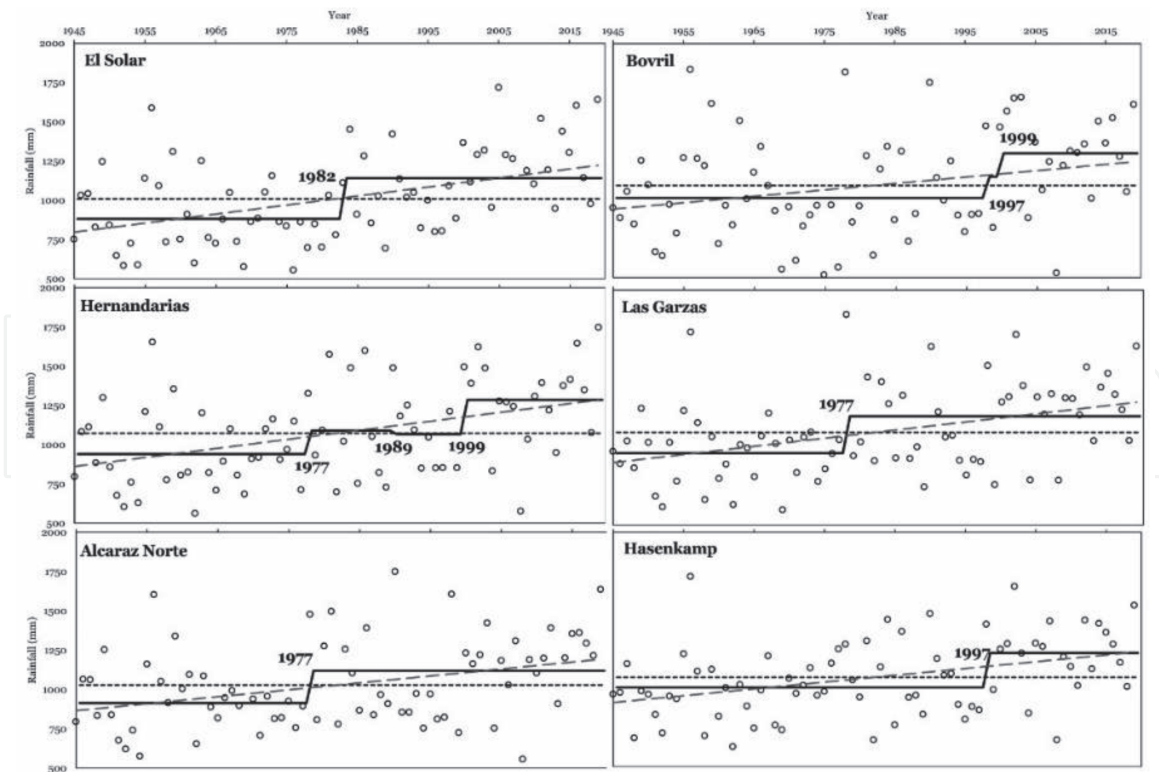 Year
Year
1945 1955 1965 1975 1985 1995 2005 2015
1945 1955 1965 1975 1985 1995 2005 2015
2000
1750
1500
1250
1000
750
500
Rainfall (mm)
El Solar
1982
Bovril
1999
1997
2000
1750
1500
1250
1000
750
500
Rainfall (mm)
Hernandarias
1977
1989
1999
Las Garzas
1977
2000
1750
1500
1250
1000
750
500
Rainfall (mm)
Alcaraz Norte
1977
Hasenkamp
1997